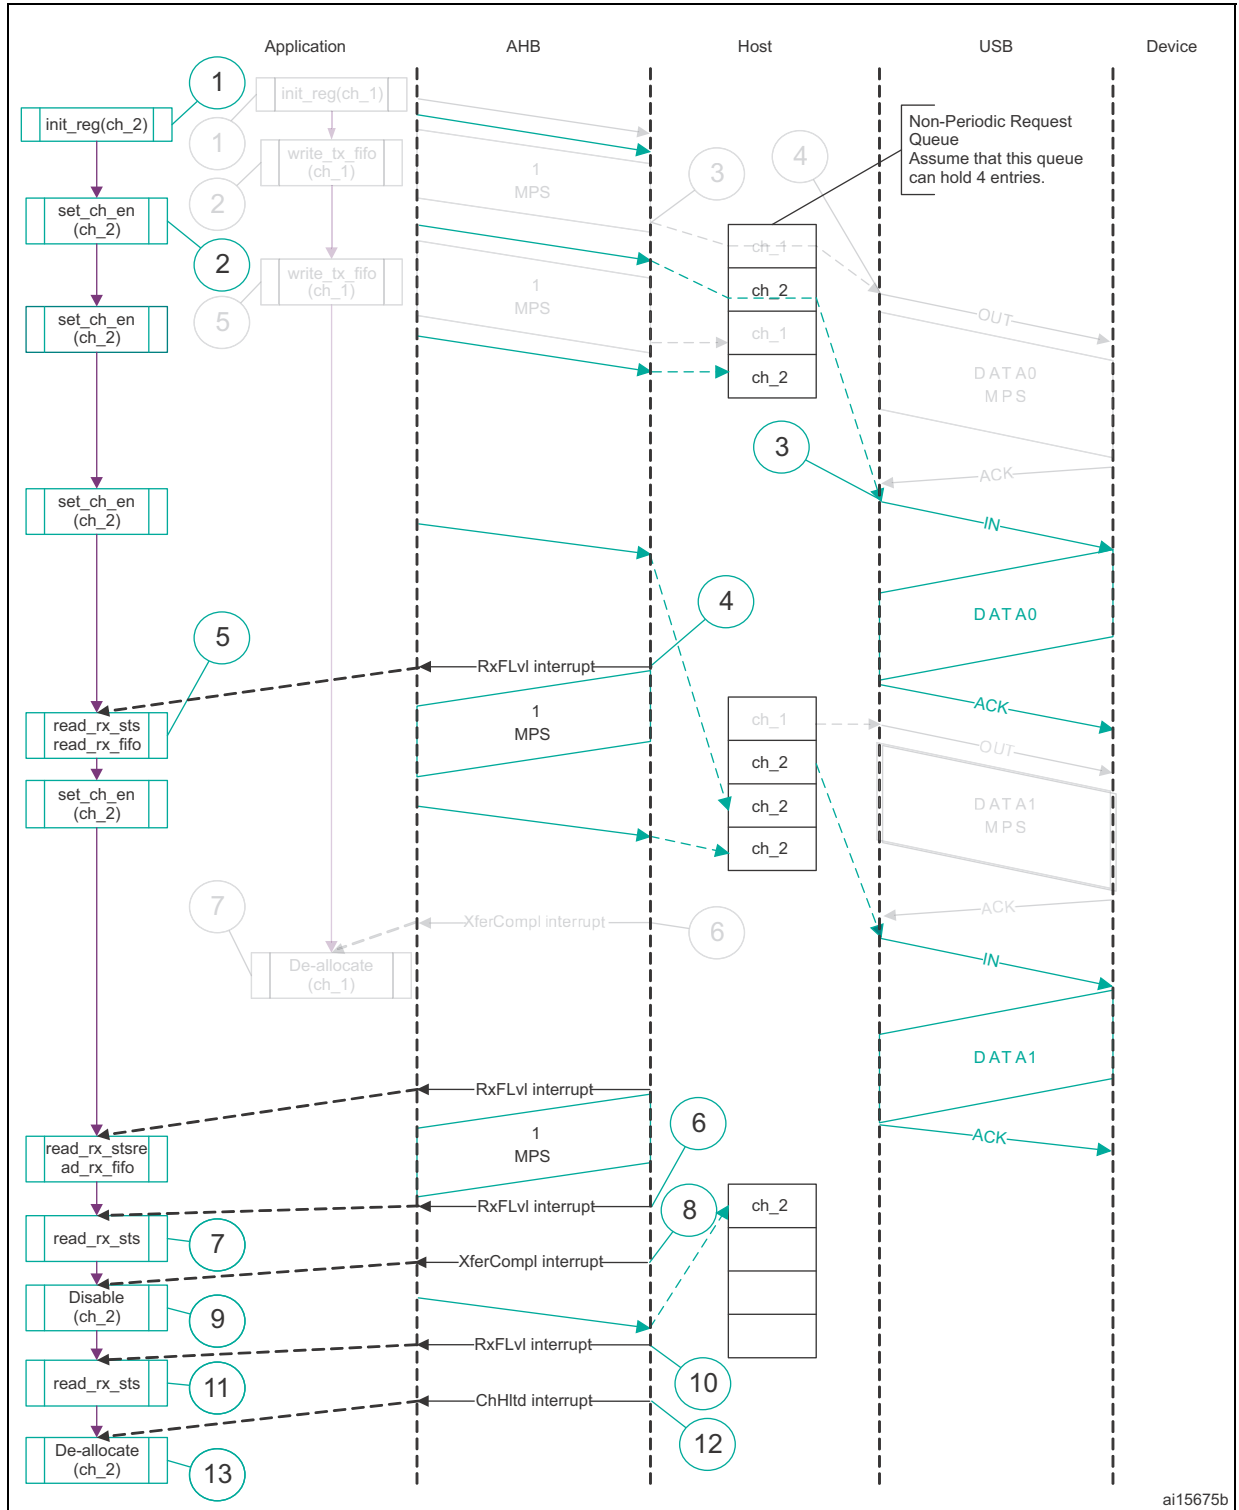 Application
AHB
Host
USB
Device
1
init_reg(ch_1)
init_reg(ch_2)
1
Non-Periodic Request
Queue
Assume that this queue
can hold 4 entries.
write_tx_fifo
(ch_1)
1
MPS
3
4
2
set_ch_en
(ch_2)
2
ch_1
write_tx_fifo
(ch_1)
1
MPS
ch_2
5
set_ch_en
(ch_2)
OUT
ch_1
ch_2
DATA0
MPS
3
ACK
set_ch_en
(ch_2)
IN
4
DATA0
5
RxFLvl interrupt
read_rx_sts
read_rx_fifo
1
MPS
ACK
ch_1
OUT
ch_2
set_ch_en
(ch_2)
ch_2
DATA1
MPS
ch_2
7
XferCompl interrupt
6
ACK
De-allocate
(ch_1)
IN
DATA1
RxFLvl interrupt
6
read_rx_stsre
ad_rx_fifo
1
MPS
ACK
RxFLvl interrupt
8
ch_2
read_rx_sts
7
XferCompl interrupt
Disable
(ch_2)
9
RxFLvl interrupt
read_rx_sts
11
10
ChHltd interrupt
12
De-allocate
(ch_2)
13
ai15675b